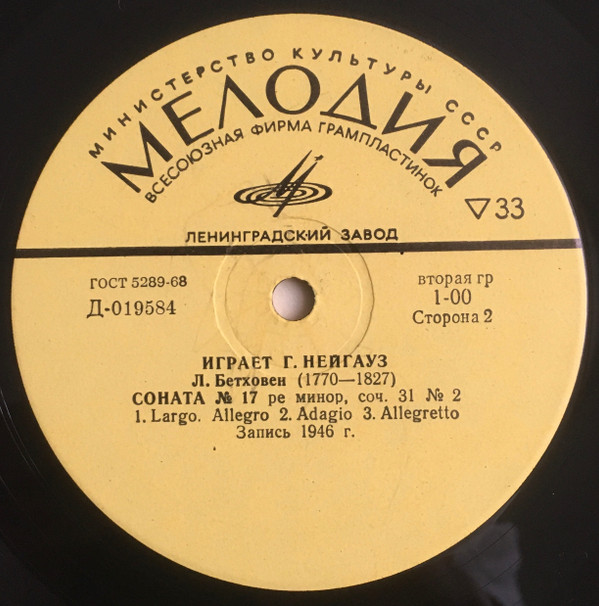 МИНИСТЕРСТВО КУЛЬТУРЫ СССР
МЕЛОДИЯ
ВСЕСОЮЗНАЯ ФИРМА ГРАМПЛАСТИНОК
▽33
ЛЕНИНГРАДСКИЙ ЗАВОД
ГОСТ 5289-68
Д-019584
вторая гр
1-00
Сторона 2
ИГРАЕТ Г. НЕЙГАУЗ
Л. Бетховен (1770—1827)
СОНАТА № 17 ре минор, соч. 31 № 2
1. Largo. Allegro 2. Adagio 3. Allegretto
Запись 1946 г.